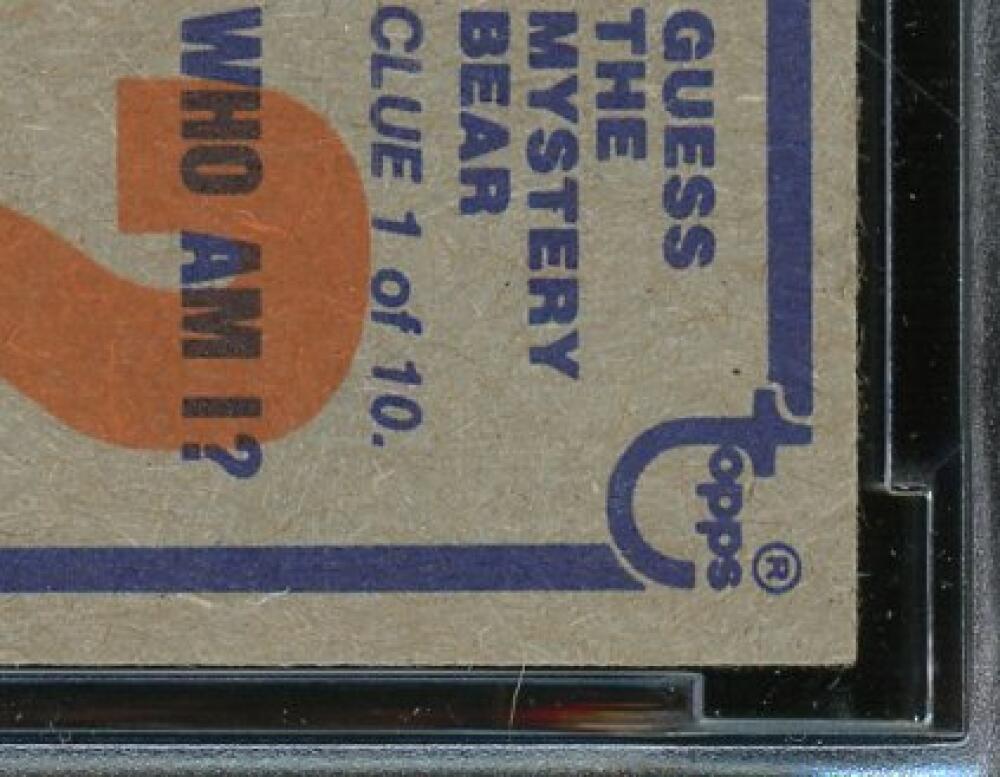 topps®
GUESS
THE
MYSTERY
BEAR
CLUE 1 of 10.
WHO AM I?